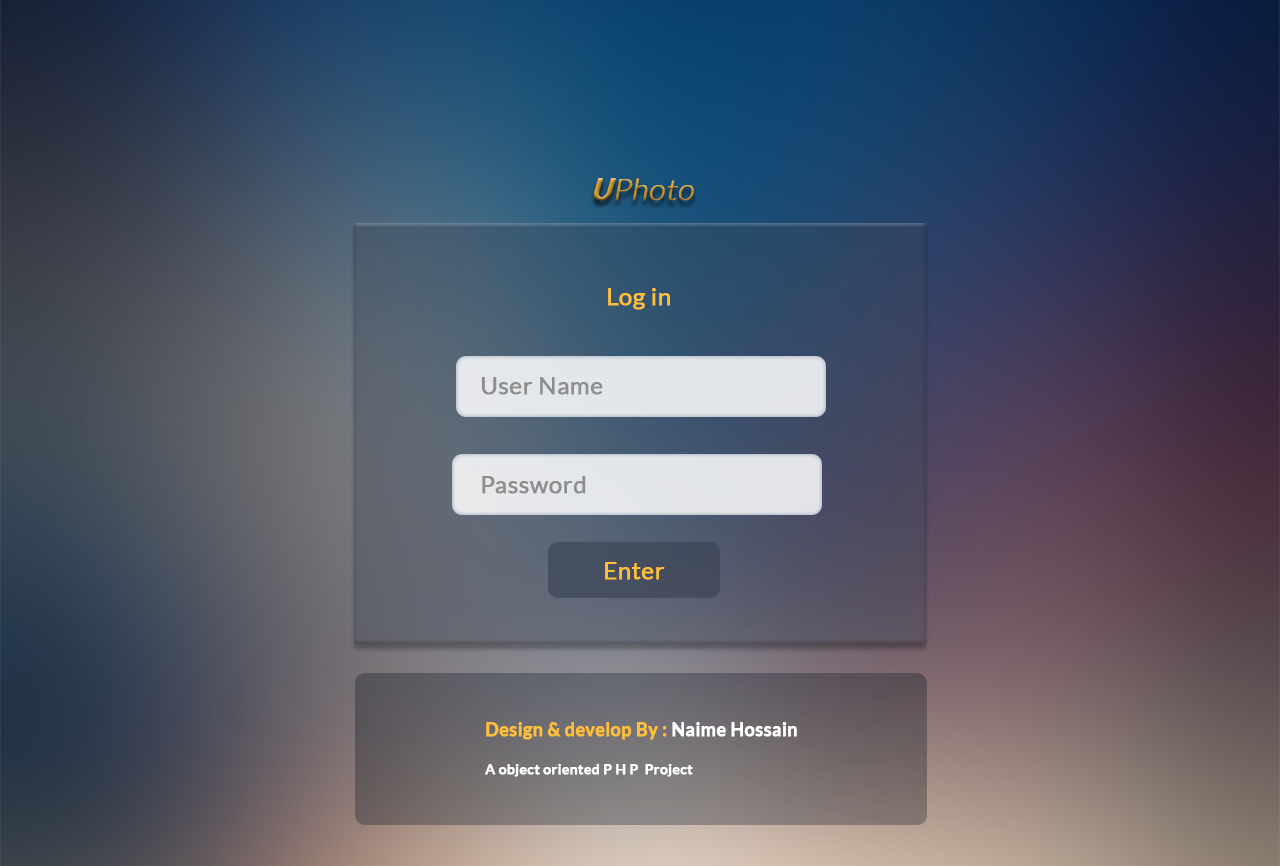 UPhoto
Log in
User Name
Password
Enter
Design & develop By : Naime Hossain
A object oriented P H P Project